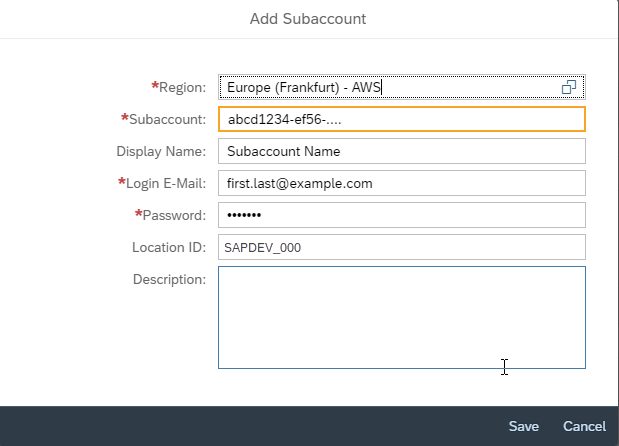 Add Subaccount
*Region: Europe (Frankfurt) - AWS
*Subaccount: abcd1234-ef56-....
Display Name: Subaccount Name
*Login E-Mail: first.last@example.com
*Password: •••••••
Location ID: SAPDEV_000
Description:
Save Cancel